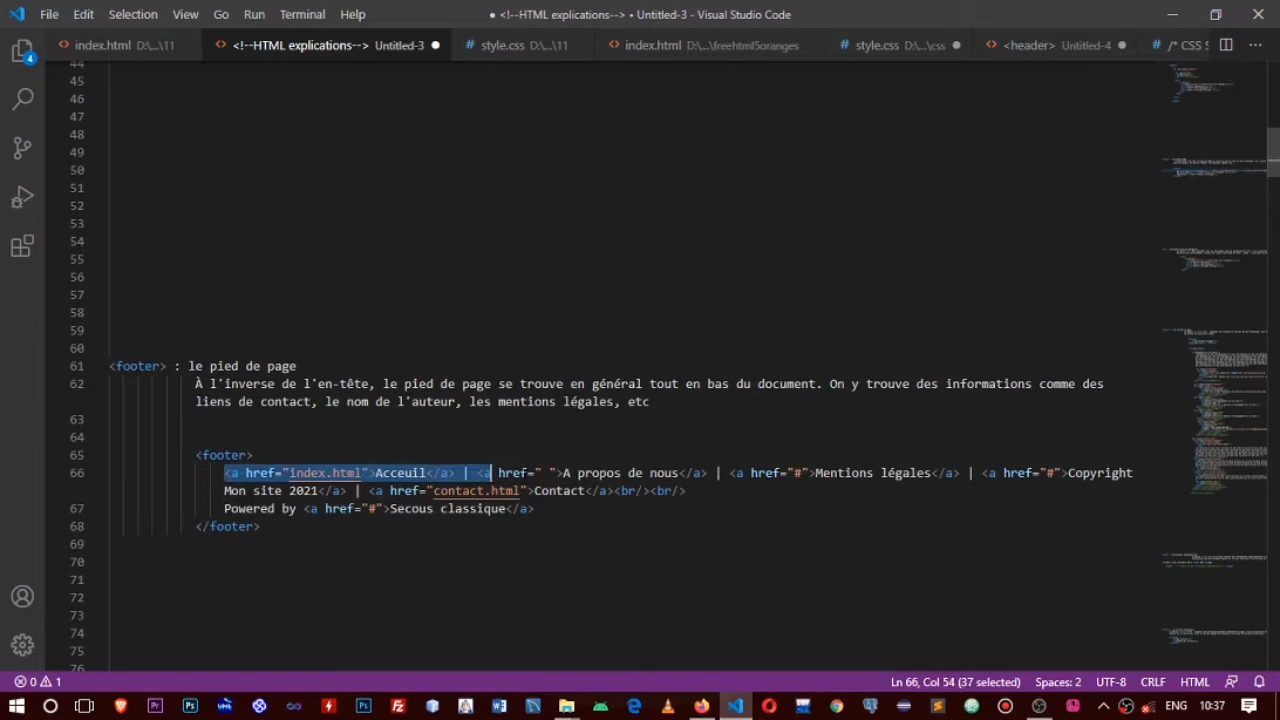 File Edit Selection View Go Run Terminal Help
● <!--HTML explications--> • Untitled-3 - Visual Studio Code
index.html D:\...\11
<!--HTML explications--> Untitled-3 ●
style.css D:\...\11
index.html D:\...\freehtml5oranges
style.css D:\...\css ●
<header> Untitled-4 ●
/* CSS S
4
44
45
46
47
48
49
50
51
52
53
54
55
56
57
58
59
60
61 <footer> : le pied de page
62 À l'inverse de l'en-tête, le pied de page se trouve en général tout en bas du document. On y trouve des informations comme des
liens de contact, le nom de l'auteur, les mentions légales, etc
63
64
65 <footer>
66 <a href="index.html">Acceuil</a> | <a href=" ">A propos de nous</a> | <a href="#">Mentions légales</a> | <a href="#">Copyright
Mon site 2021</a> | <a href="contact.html">Contact</a><br/><br/>
67 Powered by <a href="#">Secous classique</a>
68 </footer>
69
70
71
72
73
74
75
76
0 1 Ln 66, Col 54 (37 selected) Spaces: 2 UTF-8 CRLF HTML
ENG 10:37